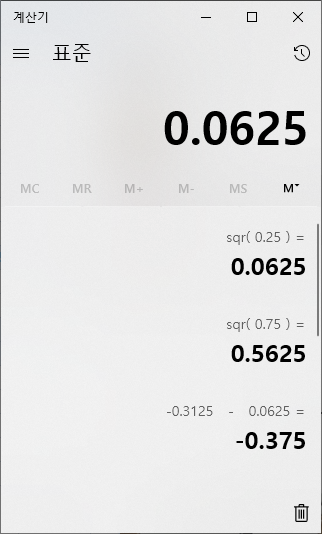 계산기
표준
0.0625
MC MR M+ M- MS M
sqr( 0.25 ) =
0.0625
sqr( 0.75 ) =
0.5625
-0.3125 - 0.0625 =
-0.375